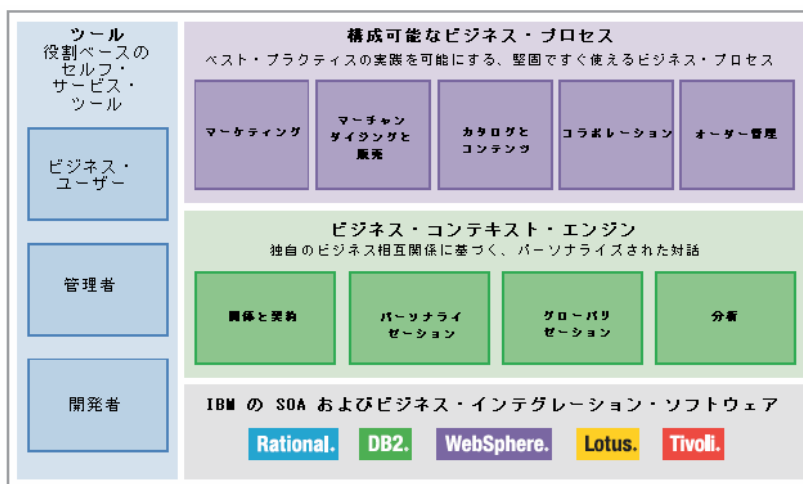 ツール
役割ベースの
セルフ・
サービス・
ツール
ビジネス・
ユーザー
管理者
開発者
構成可能なビジネス・プロセス
ベスト・プラクティスの実践を可能にする、堅固ですぐ使えるビジネス・プロセス
マーケティング
マーチャン
ダイジングと
販売
カタログと
コンテンツ
コラボレーション
オーダー管理
ビジネス・コンテキスト・エンジン
独自のビジネス相互関係に基づく、パーソナライズされた対話
関係と契約
パーソナライ
ゼーション
グローバリ
ゼーション
分析
IBM の SOA およびビジネス・インテグレーション・ソフトウェア
Rational. DB2. WebSphere. Lotus. Tivoli.